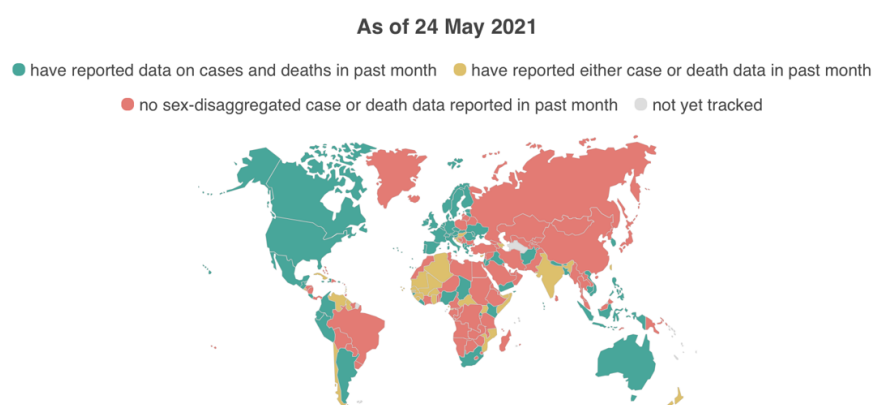 As of 24 May 2021
have reported data on cases and deaths in past month have reported either case or death data in past month
no sex-disaggregated case or death data reported in past month not yet tracked